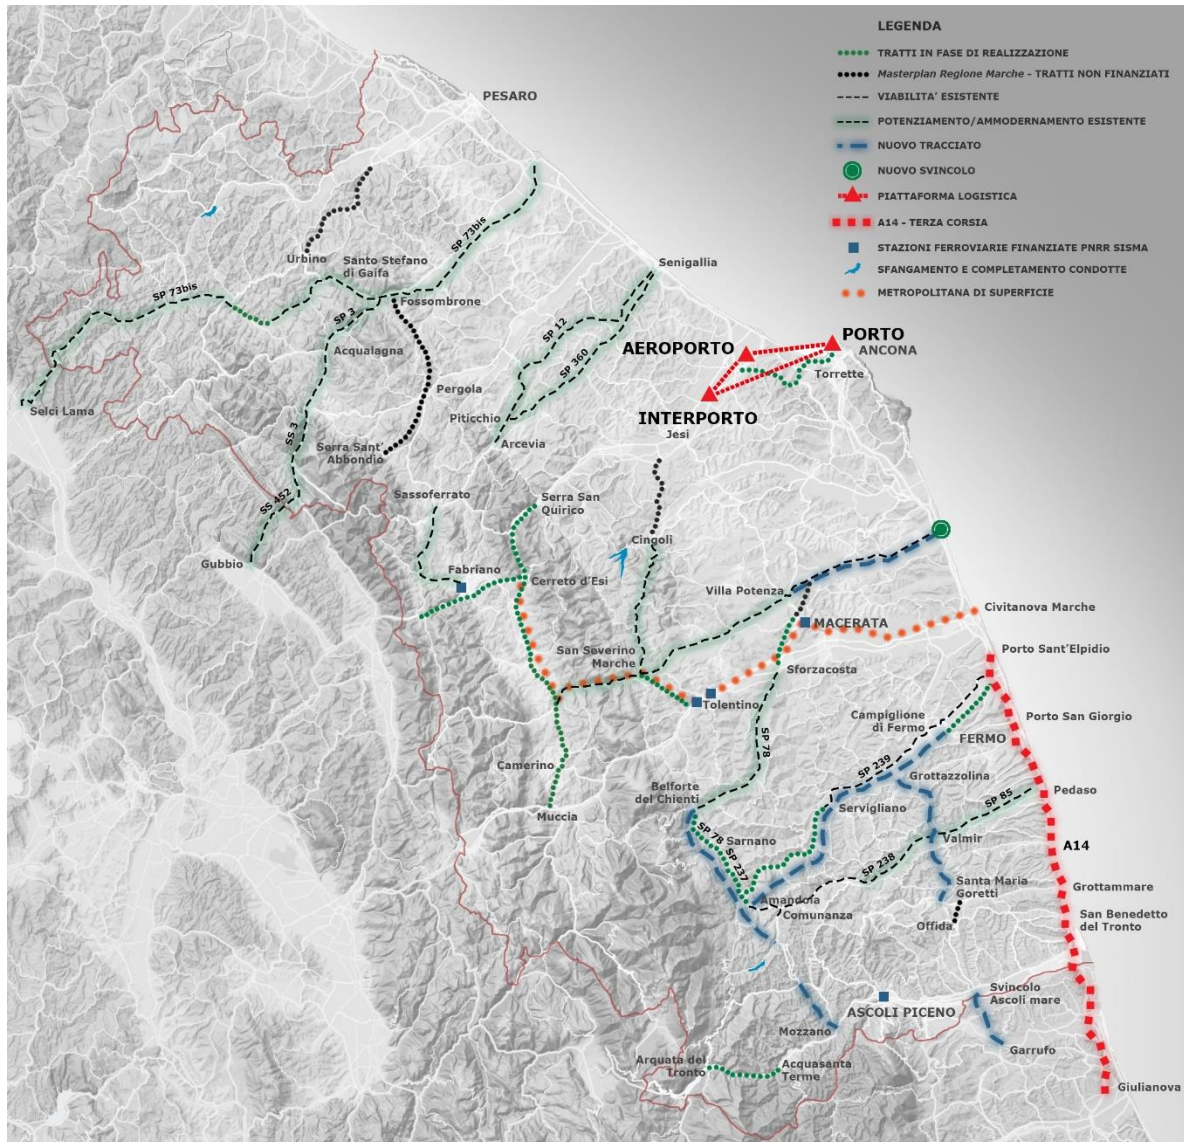 LEGENDA
TRATTI IN FASE DI REALIZZAZIONE
Masterplan Regione Marche - TRATTI NON FINANZIATI
VIABILITA' ESISTENTE
POTENZIAMENTO/AMMODERNAMENTO ESISTENTE
NUOVO TRACCIATO
NUOVO SVINCOLO
PIATTAFORMA LOGISTICA
A14 - TERZA CORSIA
STAZIONI FERROVIARIE FINANZIATE PNRR SISMA
SFANGAMENTO E COMPLETAMENTO CONDOTTE
METROPOLITANA DI SUPERFICIE
PESARO
SP 73bis
Urbino
Santo Stefano
di Gaifa
Senigallia
SP 73bis
Fossombrone
SP 3
SP 12
PORTO
AEROPORTO
ANCONA
Acqualagna
SP 360
Torrette
Pergola
Selci Lama
Piticchio
INTERPORTO
Jesi
SS 3
Arcevia
Serra Sant'
Abbondio
Sassoferrato
Serra San
Quirico
SS 452
Cingoli
Gubbio
Fabriano
Cerreto d'Esi
Villa Potenza
Civitanova Marche
MACERATA
San Severino
Marche
Porto Sant'Elpidio
Sforzacosta
Tolentino
Campiglione
di Fermo
Porto San Giorgio
FERMO
SP 78
Camerino
SP 239
Grottazzolina
Belforte
del Chienti
SP 85
Pedaso
Muccia
Servigliano
SP 78
Sarnano
Valmir
A14
SP 237
SP 238
Santa Maria
Goretti
Grottammare
Amandola
Comunanza
Offida
San Benedetto
del Tronto
Svincolo
Ascoli mare
ASCOLI PICENO
Mozzano
Garrufo
Arquata del
Tronto
Acquasanta
Terme
Giulianova